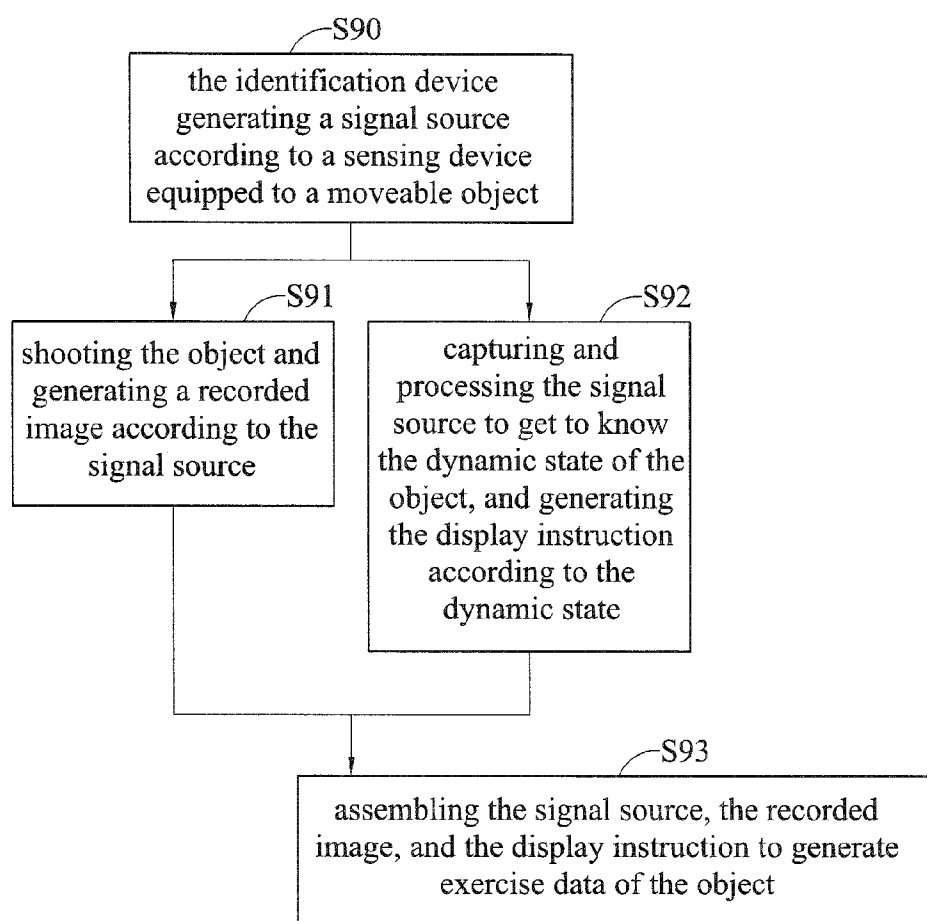 S90
the identification device
generating a signal source
according to a sensing device
equipped to a moveable object
S91
shooting the object and
generating a recorded
image according to the
signal source
S92
capturing and
processing the signal
source to get to know
the dynamic state of the
object, and generating
the display instruction
according to the
dynamic state
S93
assembling the signal source, the recorded
image, and the display instruction to generate
exercise data of the object